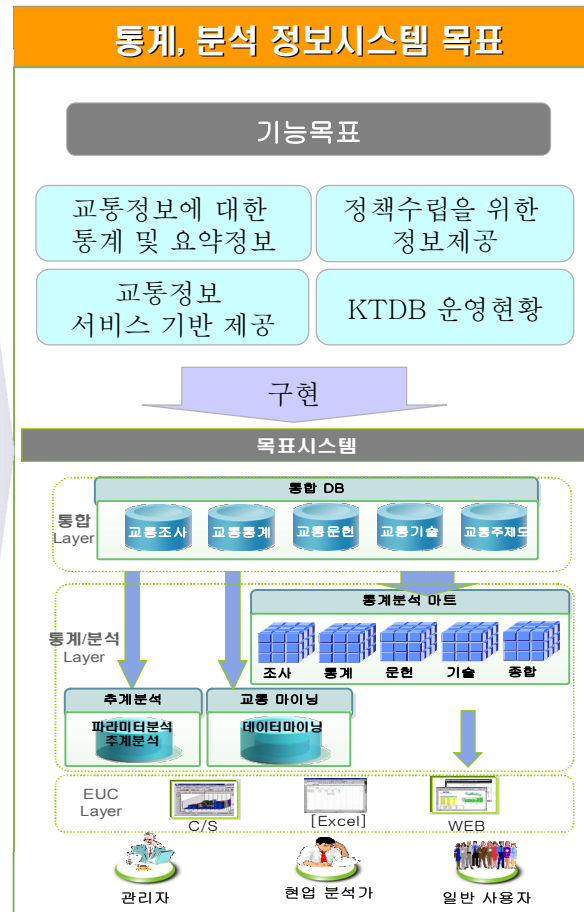 통계, 분석 정보시스템 목표
기능목표
교통정보에 대한
통계 및 요약정보
정책수립을 위한
정보제공
교통정보
서비스 기반 제공
KTDB 운영현황
구현
목표시스템
통합 DB
통합
Layer
교통조사
교통통계
교통문헌
교통기술
교통주제도
통계분석 마트
통계/분석
Layer
조사
통계
문헌
기술
종합
추계분석
교통 마이닝
파라미터분석
추계분석
데이터마이닝
EUC
Layer
C/S
[Excel]
WEB
관리자
현업 분석가
일반 사용자